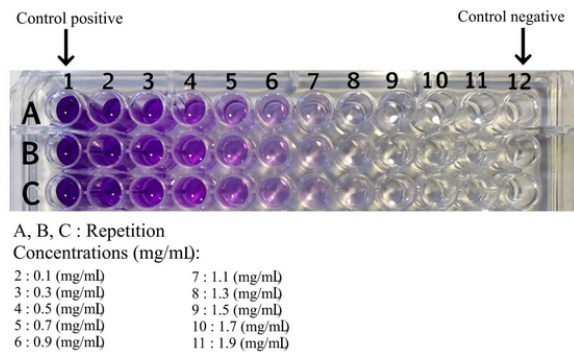 Control positive
Control negative
1 2 3 4 5 6 7 8 9 10 11 12
A
B
C
A, B, C : Repetition
Concentrations (mg/mL):
2 : 0.1 (mg/mL)
3 : 0.3 (mg/mL)
4 : 0.5 (mg/mL)
5 : 0.7 (mg/mL)
6 : 0.9 (mg/mL)
7 : 1.1 (mg/mL)
8 : 1.3 (mg/mL)
9 : 1.5 (mg/mL)
10 : 1.7 (mg/mL)
11 : 1.9 (mg/mL)